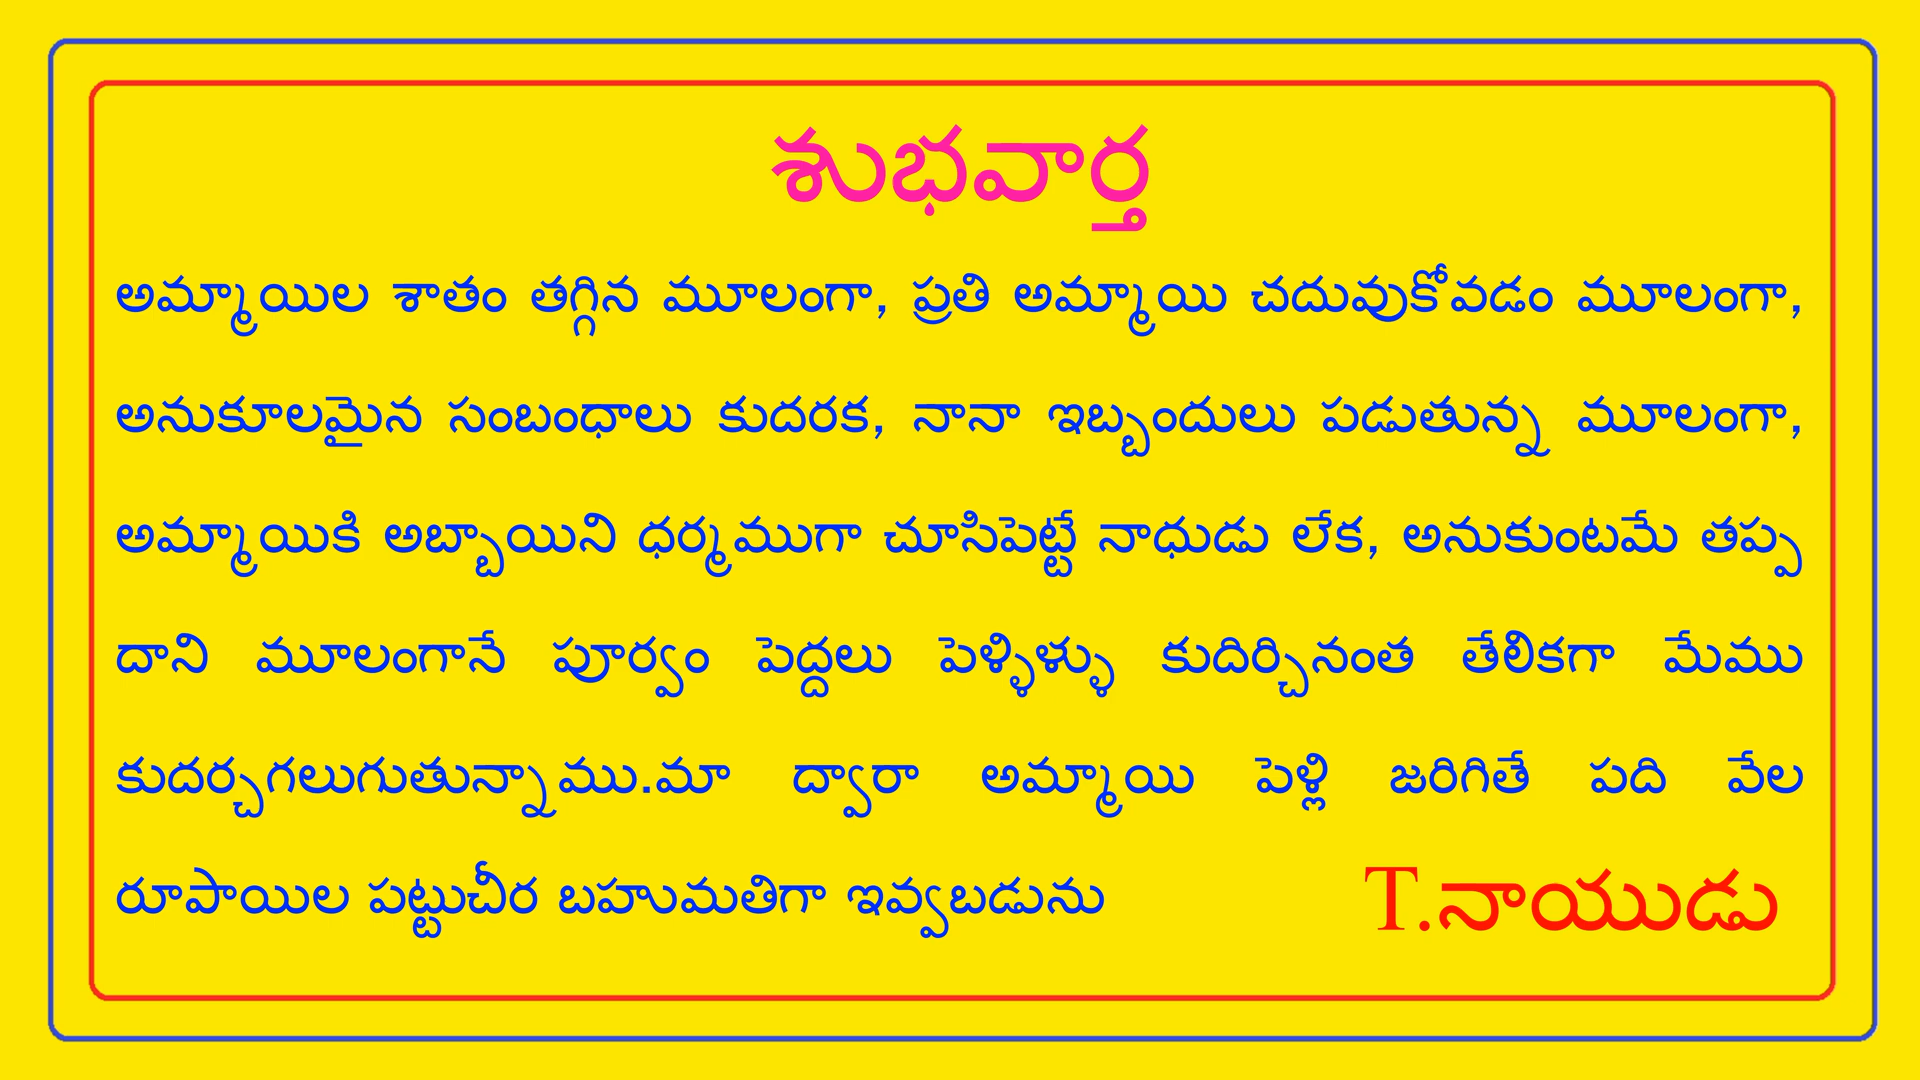 శుభవార్త
అమ్మాయిల శాతం తగ్గిన మూలంగా, ప్రతి అమ్మాయి చదువుకోవడం మూలంగా,
అనుకూలమైన సంబంధాలు కుదరక, నానా ఇబ్బందులు పడుతున్న మూలంగా,
అమ్మాయికి అబ్బాయిని ధర్మముగా చూసిపెట్టే నాధుడు లేక, అనుకుంటమే తప్ప
దాని మూలంగానే పూర్వం పెద్దలు పెళ్ళిళ్ళు కుదిర్చినంత తేలికగా మేము
కుదర్చగలుగుతున్నాము.మా ద్వారా అమ్మాయి పెళ్లి జరిగితే పది వేల
రూపాయిల పట్టుచీర బహుమతిగా ఇవ్వబడును
T.నాయుడు